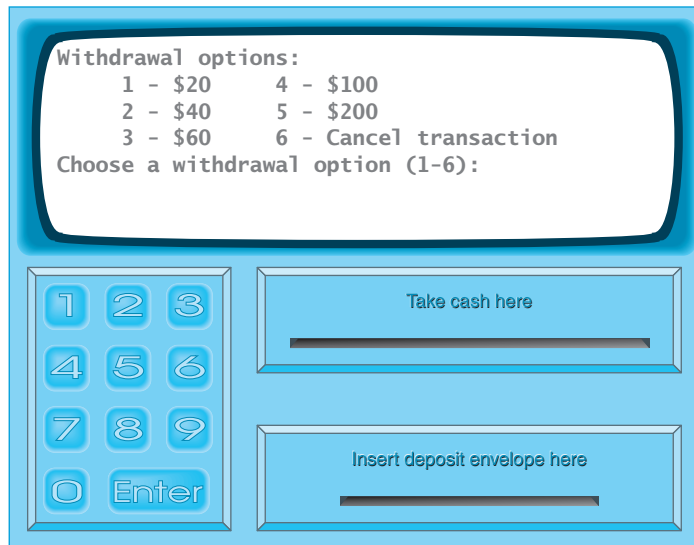 Withdrawal options:
1 - $20 4 - $100
2 - $40 5 - $200
3 - $60 6 - Cancel transaction
Choose a withdrawal option (1-6):
1 2 3
Take cash here
4 5 6
7 8 9
Insert deposit envelope here
0 Enter